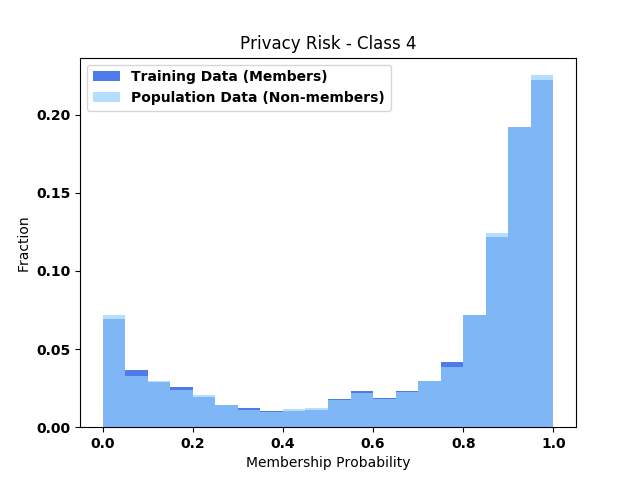 Privacy Risk - Class 4
Training Data (Members)
Population Data (Non-members)
Fraction
0.20
0.15
0.10
0.05
0.00
0.0 0.2 0.4 0.6 0.8 1.0
Membership Probability